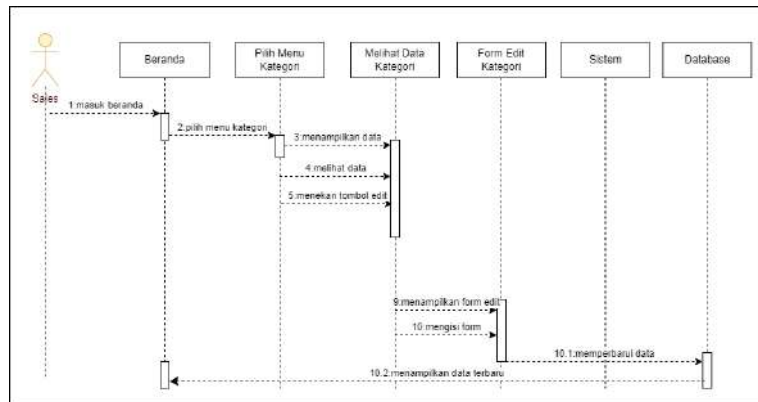 Beranda
Pilih Menu
Kategori
Melihat Data
Kategori
Form Edit
Kategori
Sistem
Database
Sales
1:masuk beranda
2:pilih menu kategori
3:menampilkan data
4:melihat data
5:menekan tombol edit
9:menampilkan form edit
10:mengisi form
10.1:memperbarui data
10.2:menampilkan data terbaru